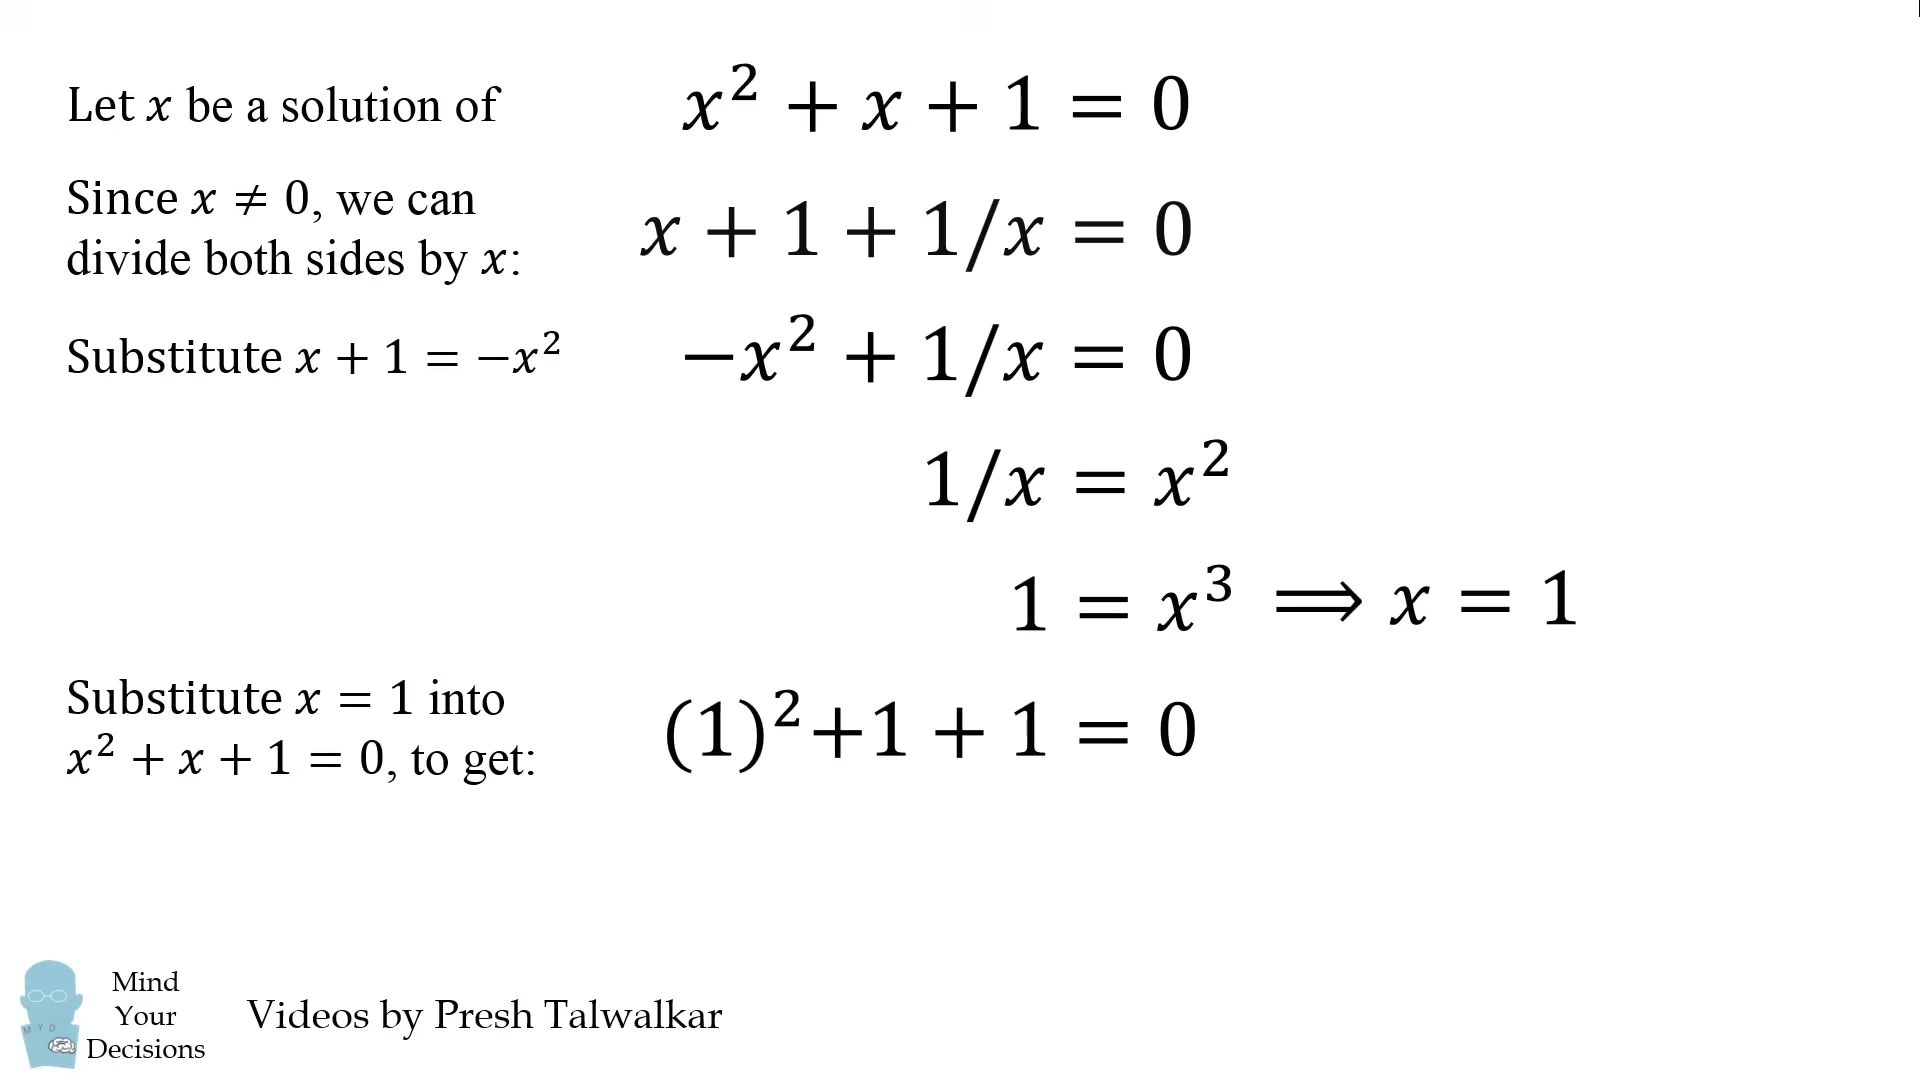 Let x be a solution of
x² + x + 1 = 0
Since x ≠ 0, we can
divide both sides by x:
x + 1 + 1/x = 0
Substitute x + 1 = −x²
−x² + 1/x = 0
1/x = x²
1 = x³ ⟹ x = 1
Substitute x = 1 into
x² + x + 1 = 0, to get:
(1)²+1 + 1 = 0
M Y D
Mind
Your
Decisions
Videos by Presh Talwalkar